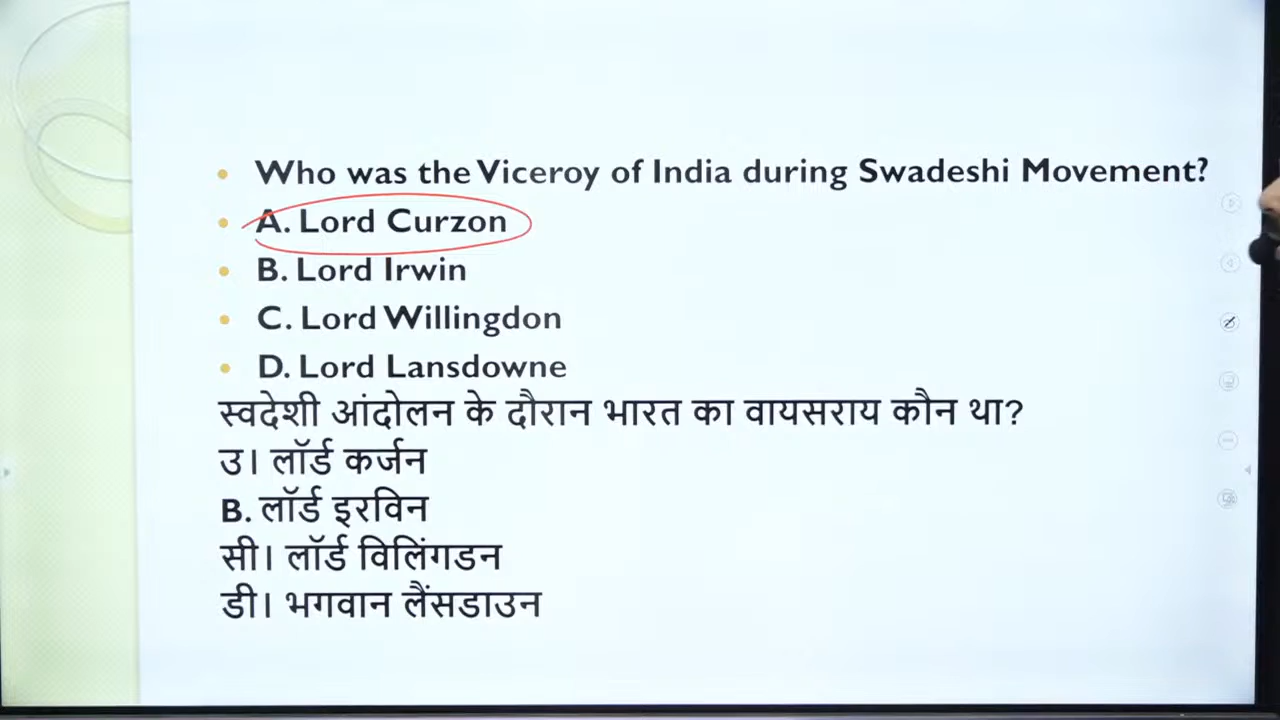 Who was the Viceroy of India during Swadeshi Movement?
A. Lord Curzon
B. Lord Irwin
C. Lord Willingdon
D. Lord Lansdowne
स्वदेशी आंदोलन के दौरान भारत का वायसराय कौन था?
उ। लॉर्ड कर्जन
B. लॉर्ड इरविन
सी। लॉर्ड विलिंगडन
डी। भगवान लैंसडाउन